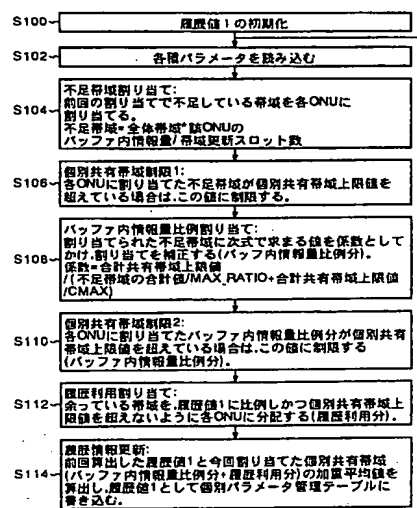 S100
履歴値1の初期化
S102
各種パラメータを読み込む
S104
不足帯域割り当て:
前回の割り当てで不足している帯域を各ONUに
割り当てる。
不足帯域=全体帯域*該ONUの
バッファ内情報量/帯域更新スロット数
S106
個別共有帯域制限1:
各ONUに割り当てた不足帯域が個別共有帯域上限値を
超えている場合は、この値に制限する。
S108
バッファ内情報量比例割り当て:
割り当てられた不足帯域に次式で求まる値を係数として
かけ、割り当てを補正する(バッファ内情報量比例分)。
係数=合計共有帯域上限値
/(不足帯域の合計値/MAX_RATIO+合計共有帯域上限値
/CMAX)
S110
個別共有帯域制限2:
各ONUに割り当てたバッファ内情報量比例分が個別共有
帯域上限値を超えている場合は、この値に制限する
(バッファ内情報量比例分)。
S112
履歴利用割り当て:
余っている帯域を、履歴値1に比例しかつ個別共有帯域上
限値を超えないように各ONUに分配する(履歴利用分)。
S114
履歴情報更新:
前回算出した履歴値1と今回割り当てた個別共有帯域
(バッファ内情報量比例分+履歴利用分)の加重平均値を
算出し、履歴値1として個別パラメータ管理テーブルに
書き込む。